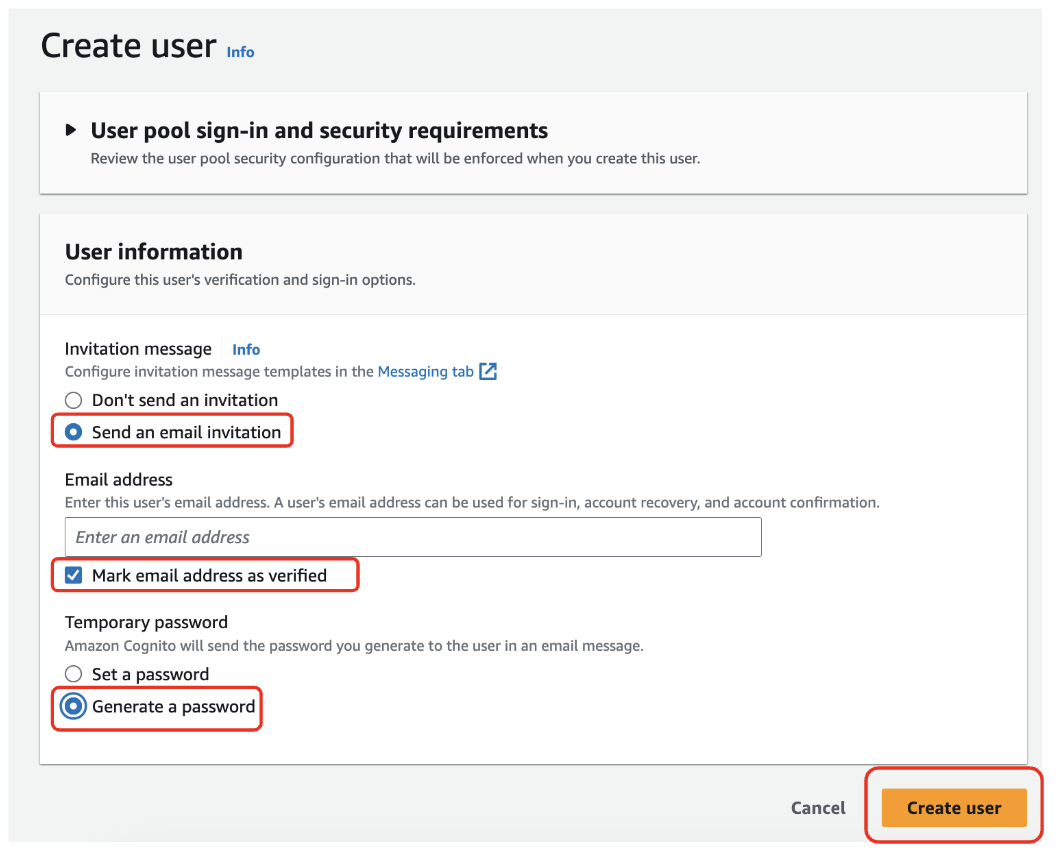 Create user Info
User pool sign-in and security requirements
Review the user pool security configuration that will be enforced when you create this user.
User information
Configure this user's verification and sign-in options.
Invitation message Info
Configure invitation message templates in the Messaging tab
Don't send an invitation
Send an email invitation
Email address
Enter this user's email address. A user's email address can be used for sign-in, account recovery, and account confirmation.
Enter an email address
Mark email address as verified
Temporary password
Amazon Cognito will send the password you generate to the user in an email message.
Set a password
Generate a password
Cancel Create user